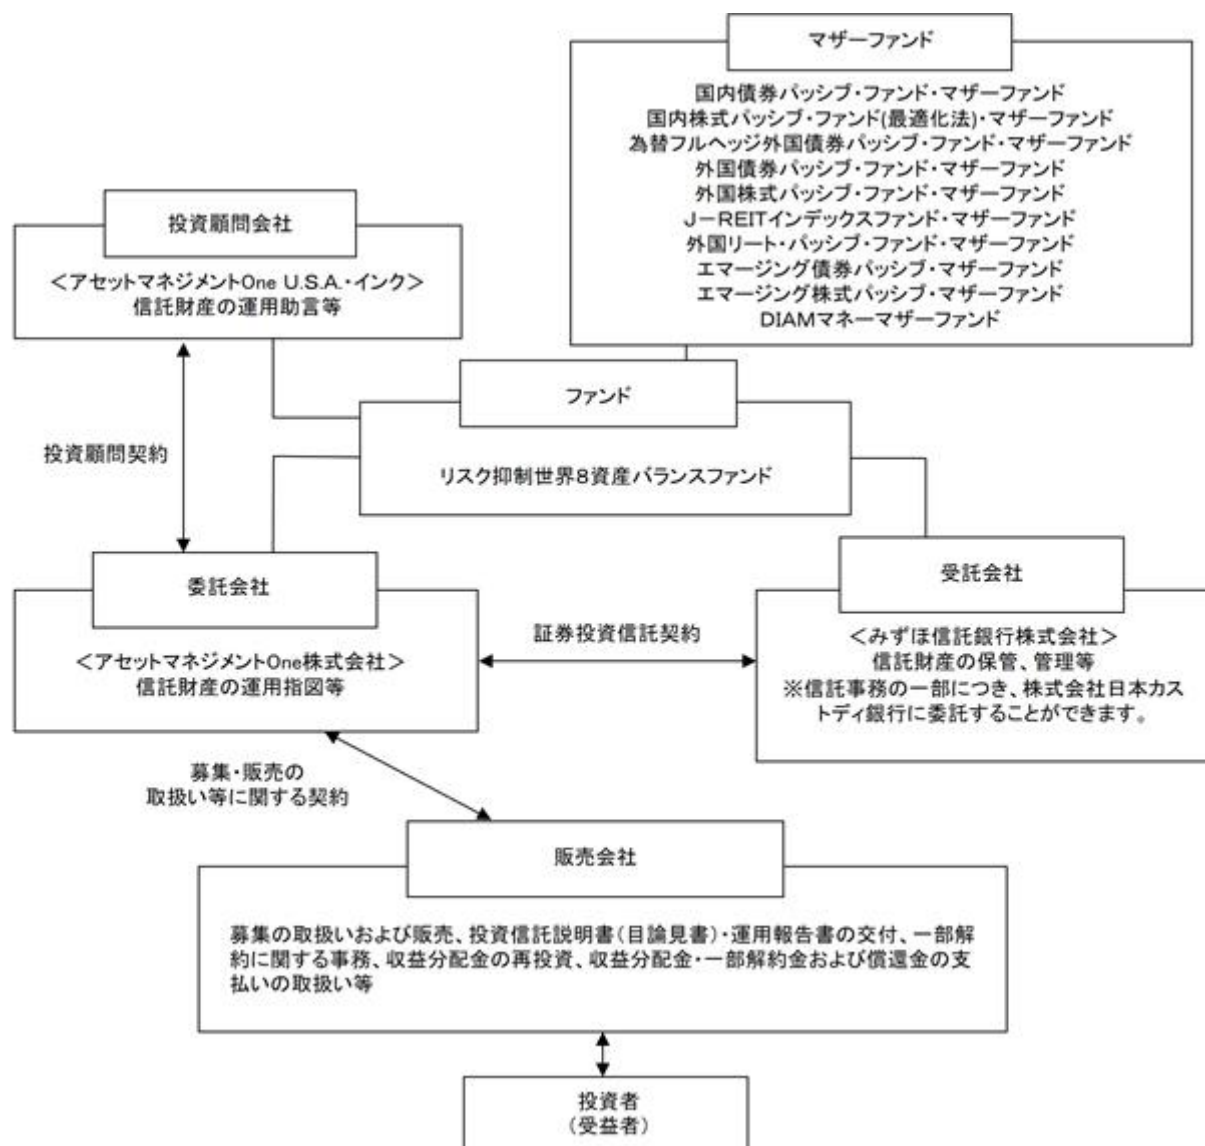 マザーファンド
国内債券パッシブ・ファンド・マザーファンド
国内株式パッシブ・ファンド(最適化法)・マザーファンド
為替フルヘッジ外国債券パッシブ・ファンド・マザーファンド
外国債券パッシブ・ファンド・マザーファンド
外国株式パッシブ・ファンド・マザーファンド
J－REITインデックスファンド・マザーファンド
外国リート・パッシブ・ファンド・マザーファンド
エマージング債券パッシブ・マザーファンド
エマージング株式パッシブ・マザーファンド
DIAMマネーマザーファンド
投資顧問会社
＜アセットマネジメントOne U.S.A.・インク＞
信託財産の運用助言等
ファンド
リスク抑制世界8資産バランスファンド
投資顧問契約
委託会社
＜アセットマネジメントOne株式会社＞
信託財産の運用指図等
証券投資信託契約
受託会社
＜みずほ信託銀行株式会社＞
信託財産の保管、管理等
※信託事務の一部につき、株式会社日本カス
トディ銀行に委託することができます。
募集・販売の
取扱い等に関する契約
販売会社
募集の取扱いおよび販売、投資信託説明書(目論見書)・運用報告書の交付、一部解
約に関する事務、収益分配金の再投資、収益分配金・一部解約金および償還金の支
払いの取扱い等
投資者
(受益者)